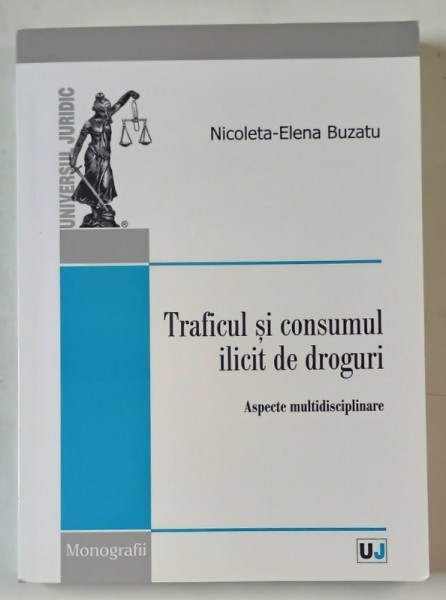 UNIVERSUL JURIDIC
®
Nicoleta-Elena Buzatu
Traficul și consumul
ilicit de droguri
Aspecte multidisciplinare
Monografii
UJ